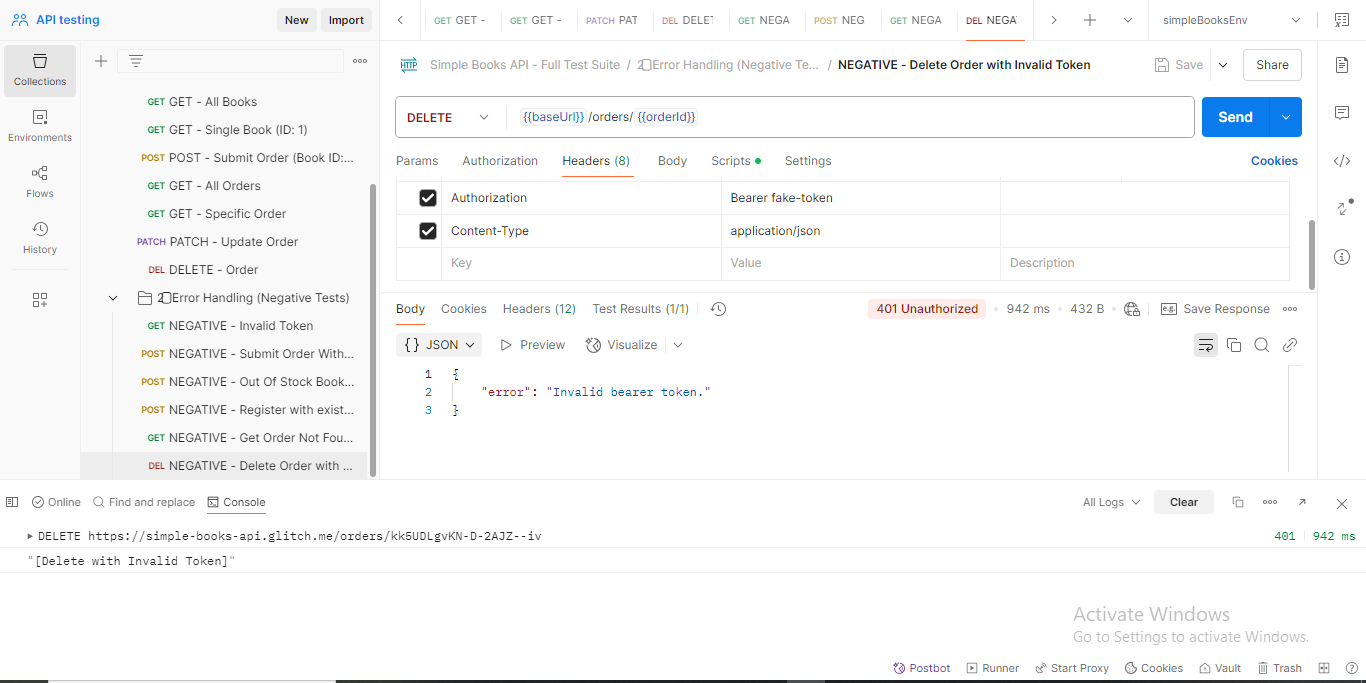 API testing
New
Import
GET GET -
GET GET -
PATCH PAT
DEL DELET
GET NEGA
POST NEG
GET NEGA
DEL NEGA
simpleBooksEnv
Collections
Environments
Flows
History
GET GET - All Books
GET GET - Single Book (ID: 1)
POST POST - Submit Order (Book ID:...
GET GET - All Orders
GET GET - Specific Order
PATCH PATCH - Update Order
DEL DELETE - Order
2 Error Handling (Negative Tests)
GET NEGATIVE - Invalid Token
POST NEGATIVE - Submit Order With...
POST NEGATIVE - Out Of Stock Book...
POST NEGATIVE - Register with exist...
GET NEGATIVE - Get Order Not Fou...
DEL NEGATIVE - Delete Order with ...
HTTP Simple Books API - Full Test Suite / 2 Error Handling (Negative Te... / NEGATIVE - Delete Order with Invalid Token
Save
Share
DELETE {{baseUrl}} /orders/ {{orderId}}
Send
Params Authorization Headers (8) Body Scripts Settings
Cookies
Authorization Bearer fake-token
Content-Type application/json
Key Value Description
Body Cookies Headers (12) Test Results (1/1)
401 Unauthorized • 942 ms • 432 B •
e.g. Save Response
{} JSON Preview Visualize
1 {
2 "error": "Invalid bearer token."
3 }
Online Find and replace Console
All Logs
Clear
DELETE https://simple-books-api.glitch.me/orders/kk5UDLgvKN-D-2AJZ--iv
401 942 ms
"[Delete with Invalid Token]"
Activate Windows
Go to Settings to activate Windows.
Postbot Runner Start Proxy Cookies Vault Trash